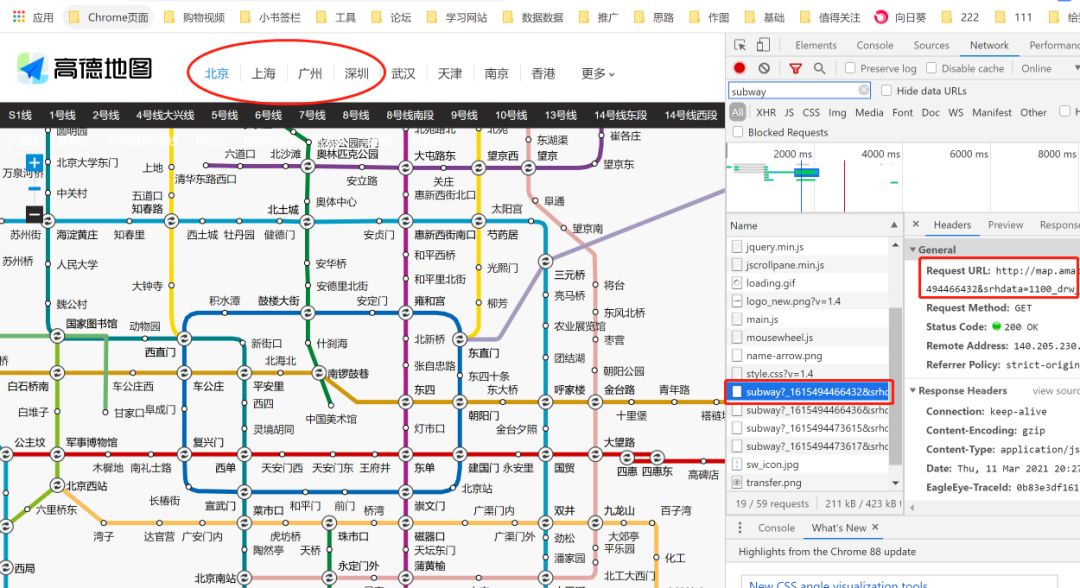 应用 Chrome页面 购物视频 小书签栏 工具 论坛 学习网站 数据数据 推广 思路 作图 基础 值得关注 向日葵 222 111
高德地图
北京 上海 广州 深圳 武汉 天津 南京 香港 更多
S1线 1号线 2号线 4号线大兴线 5号线 6号线 7号线 8号线 8号线南段 9号线 10号线 13号线 14号线东段 14号线西段
圆明园
北京大学东门
万泉河桥
中关村
上地
五道口
知春路
六道口 北沙滩
清华东路西口
森林公园南门
奥林匹克公园
安立路
奥体中心
北土城
大屯路东
关庄
惠新西街北口
望京西
望京
东湖渠
崔各庄
望京东
阜通
望京南
太阳宫
苏州街 海淀黄庄 知春里 西土城 牡丹园 健德门 安贞门 惠新西街南口 芍药居
苏州桥
人民大学
大钟寺
魏公村
安华桥
安德里北街
和平西桥
和平里北街
光熙门
三元桥
亮马桥
将台
东风北桥
积水潭 鼓楼大街 安定门 雍和宫
柳芳
农业展览馆
枣营
国家图书馆 动物园
西直门
新街口
什刹海
北新桥
东直门
团结湖
朝阳公园
北海北
南锣鼓巷
张自忠路
东四十条
白石桥南 车公庄西 车公庄 平安里
东四
东大桥
呼家楼 金台路 青年路
白堆子
甘家口 阜成门
西四
中国美术馆
灵境胡同
灯市口
朝阳门
金台夕照
十里堡
公主坟 军事博物馆 复兴门
大望路
木樨地 南礼士路 西单 天安门西 天安门东 王府井 东单 建国门 永安里 国贸 四惠 四惠东 高碑店
北京西站
北京站
长椿街
六里桥东
宣武门 菜市口 和平门 前门 桥湾 崇文门 广渠门内 双井 九龙山 百子湾
湾子 达官营 广安门内 虎坊桥 珠市口 磁器口 广渠门外 劲松 大郊亭
平乐园
化工
陶然亭 天桥 天坛东门
潘家园
西局
北京南站
永定门外
蒲黄榆
北工大西门
Elements Console Sources Network Performance
Preserve log Disable cache Online
subway Hide data URLs
All XHR JS CSS Img Media Font Doc WS Manifest Other
Blocked Requests
2000 ms 4000 ms 6000 ms 8000 ms
Name
jquery.min.js
jscrollpane.min.js
loading.gif
logo_new.png?v=1.4
main.js
mousewheel.js
name-arrow.png
style.css?v=1.4
subway?_1615494466432&srhd
subway?_1615494466436&srhd
subway?_1615494473615&srhd
subway?_1615494473617&srhd
sw_icon.jpg
transfer.png
19 / 59 requests 211 kB / 423 kB t
Headers Preview Response
General
Request URL: http://map.ama
494466432&srhdata=1100_drw_
Request Method: GET
Status Code: 200 OK
Remote Address: 140.205.230.
Referrer Policy: strict-origin
Response Headers view sourc
Connection: keep-alive
Content-Encoding: gzip
Content-Type: application/js
Date: Thu, 11 Mar 2021 20:27
EagleEye-TraceId: 0b83e3df161
Console What's New
Highlights from the Chrome 88 update
New CSS angle visualization tools